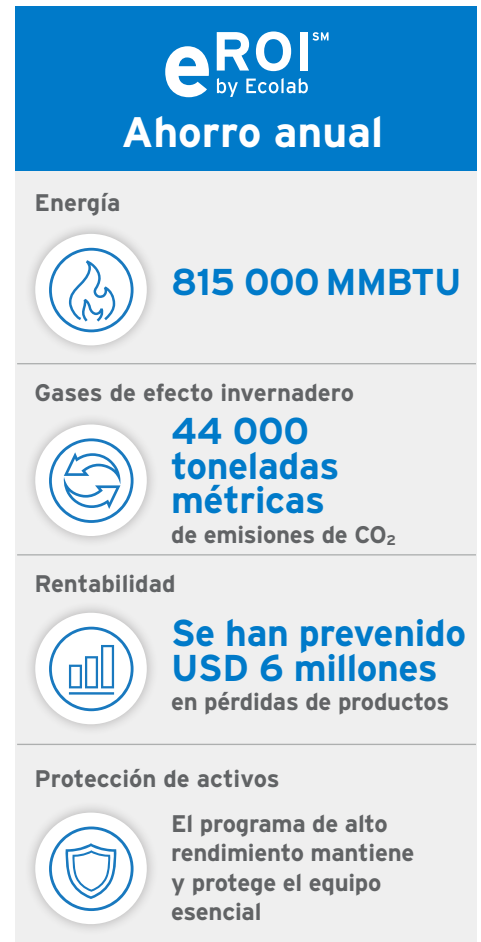 eROI℠
by Ecolab
Ahorro anual
Energía
815 000 MMBTU
Gases de efecto invernadero
44 000
toneladas
métricas
de emisiones de CO₂
Rentabilidad
Se han prevenido
USD 6 millones
en pérdidas de productos
Protección de activos
El programa de alto
rendimiento mantiene
y protege el equipo
esencial